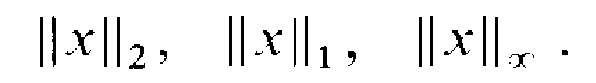 ‖x‖₂, ‖x‖₁, ‖x‖∞ .